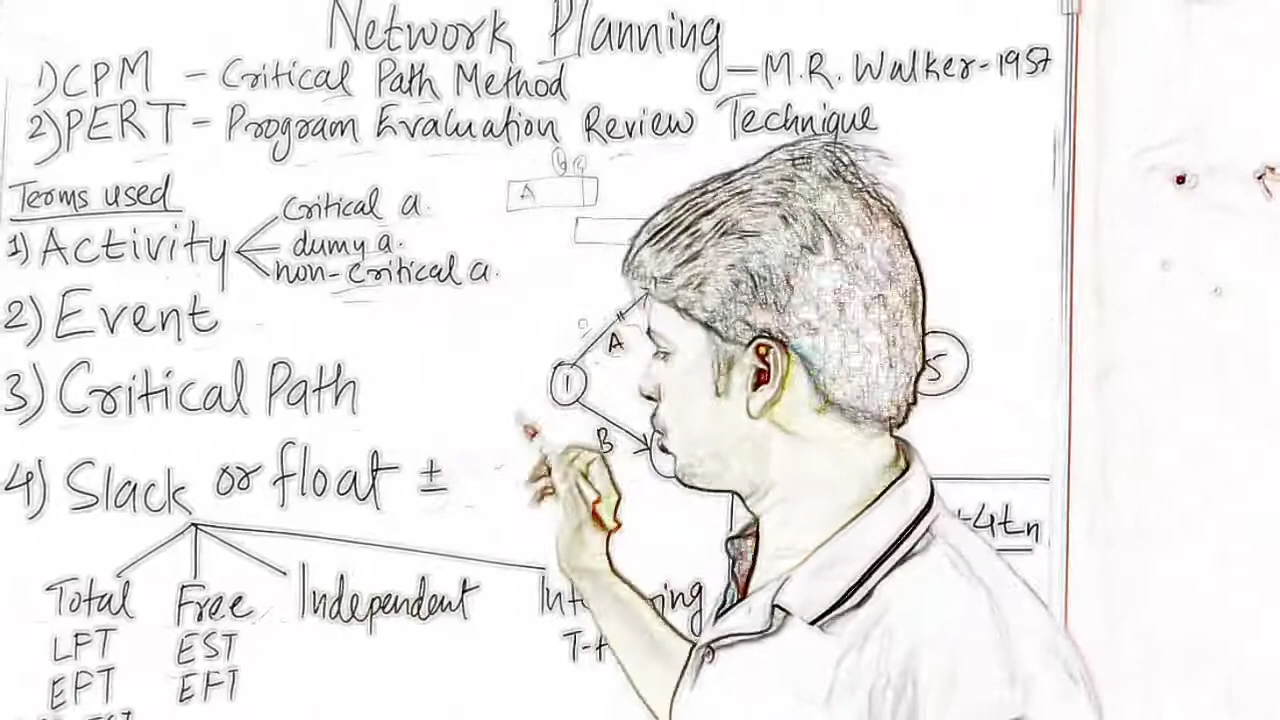 Network Planning
1) CPM - Critical Path Method - M.R. Walker - 1957
2) PERT - Program Evaluation Review Technique
Terms used
A
1) Activity
Critical a.
dumy a.
non-Critical a.
2) Event
A
1
5
3) Critical Path
B
4) Slack or float ±
+4tn
Total Free Independent
LFT EST
EFT EFT